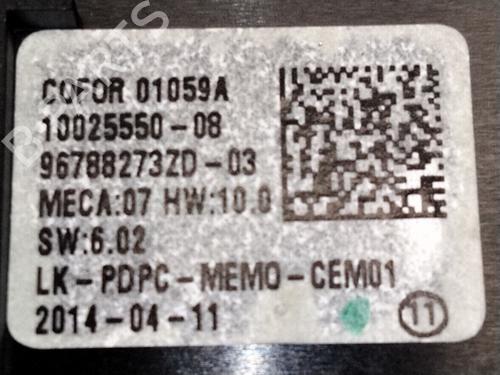 COFOR 01059A
10025550-08
96788273ZD-03
MECA:07 HW:10.0
SW:6.02
LK-PDPC-MEMO-CEM01
2014-04-11
11